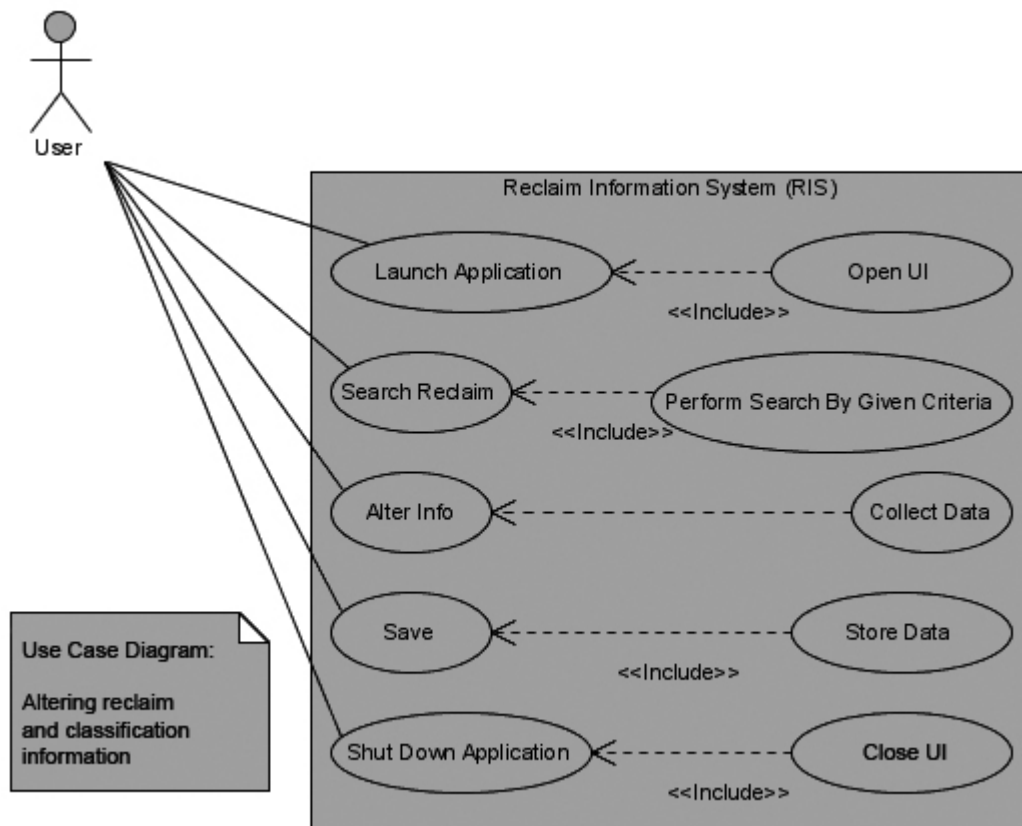 User
Reclaim Information System (RIS)
Launch Application
Open UI
<<Include>>
Search Reclaim
Perform Search By Given Criteria
<<Include>>
Alter Info
Collect Data
Save
Store Data
<<Include>>
Shut Down Application
Close UI
<<Include>>
Use Case Diagram:
Altering reclaim
and classification
information